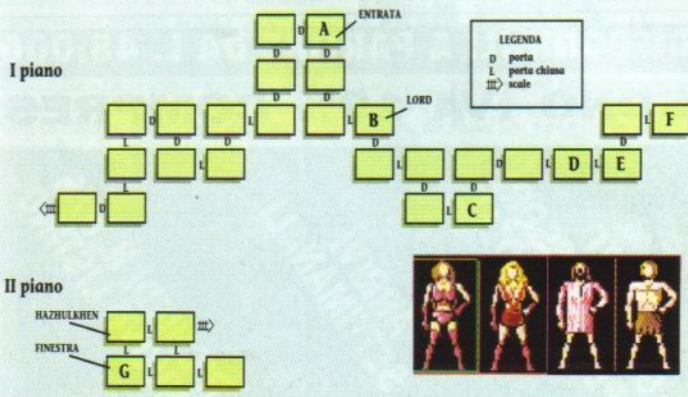 ENTRATA
D A
D D
LEGENDA
D porta
L porta chiusa
scale
I piano
D D
LORD
D L L B
L F
L D D
D
D
L
L D L D L E
L
D D
D
L C
II piano
HAZHULKHEN
L
L L
FINESTRA
G L L